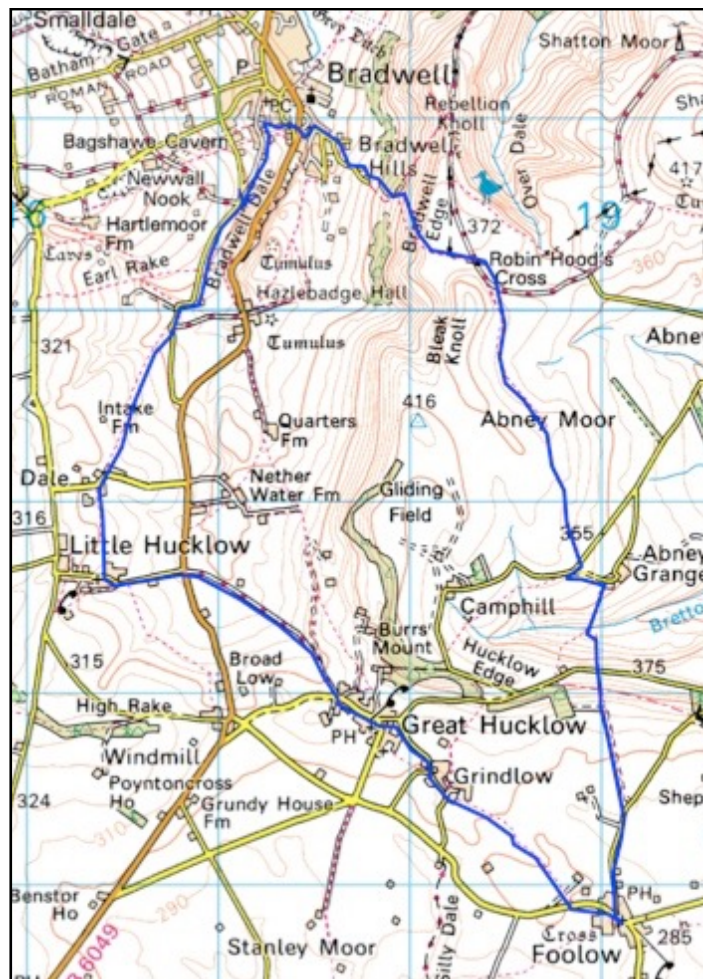 Smalldale
Grey Ditch
Shatton Moor
Batham Gate
P
Bradwell
ROMAN ROAD
PC
Rebellion
Knoll
Over Dale
Sha
Bagshawe Cavern
Bradwell
Hills
417
Newwall
Nook
Bradwell Edge
372
19
Hartlemoor
Fm
Bradwell Dale
Robin Hood's
Cross
Caves
Earl Rake
Tumulus
360
Hazlebadge Hall
321
Tumulus
Bleak
Knoll
Abney
Intake
Fm
416
Abney Moor
Quarters
Fm
Dale
Nether
Water Fm
Gliding
Field
316
355
Little Hucklow
Abney
Grange
Camphill
Bretto
Burrs
Mount
Hucklow
Edge
315
Broad
Low
375
High Rake
Great Hucklow
PH
Windmill
Grindlow
Poyntoncross
Ho
324
Grundy House
Fm
Shep
310
Benstor
Ho
290
PH
Cross
285
Stanley Moor
Silly Dale
Foolow
B6049